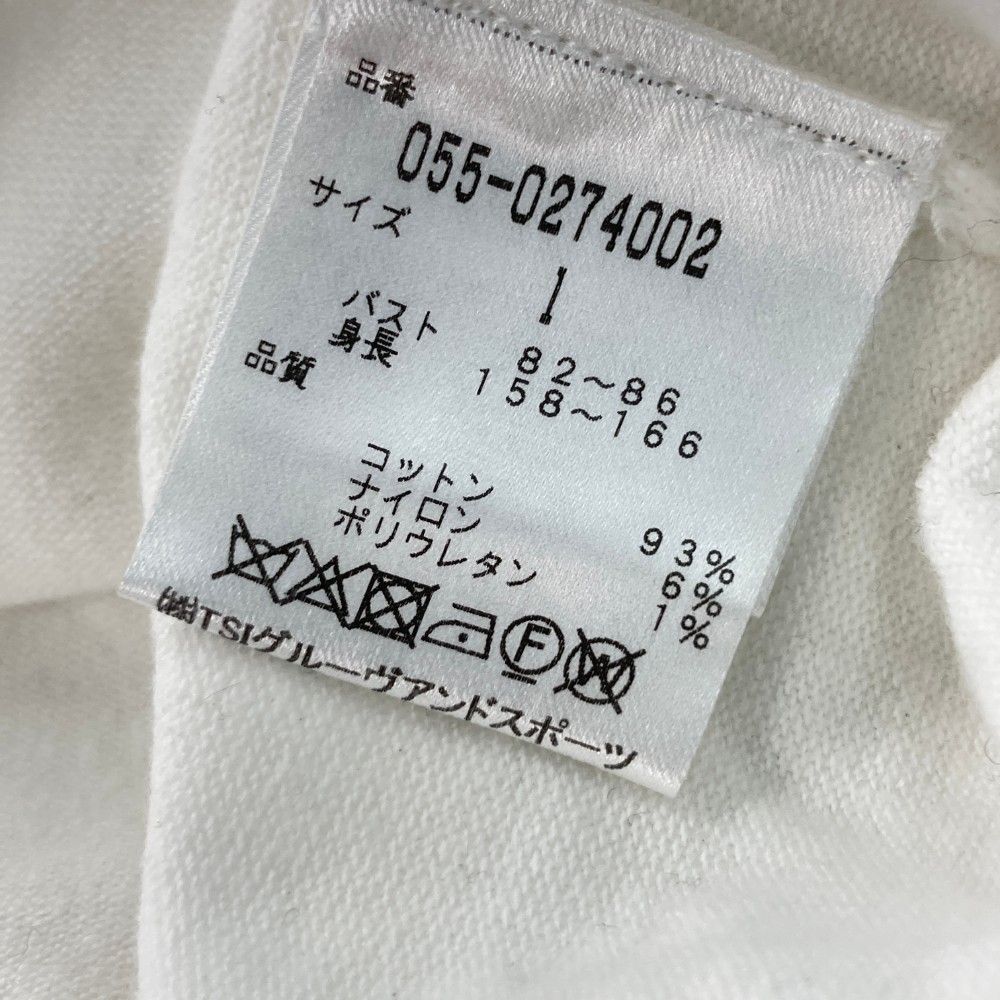 品番
055-0274002
サイズ
1
バスト 82～86
身長 158～166
品質
コットン 93%
ナイロン 6%
ポリウレタン 1%
F W
㈱TSIグルーヴアンドスポーツ